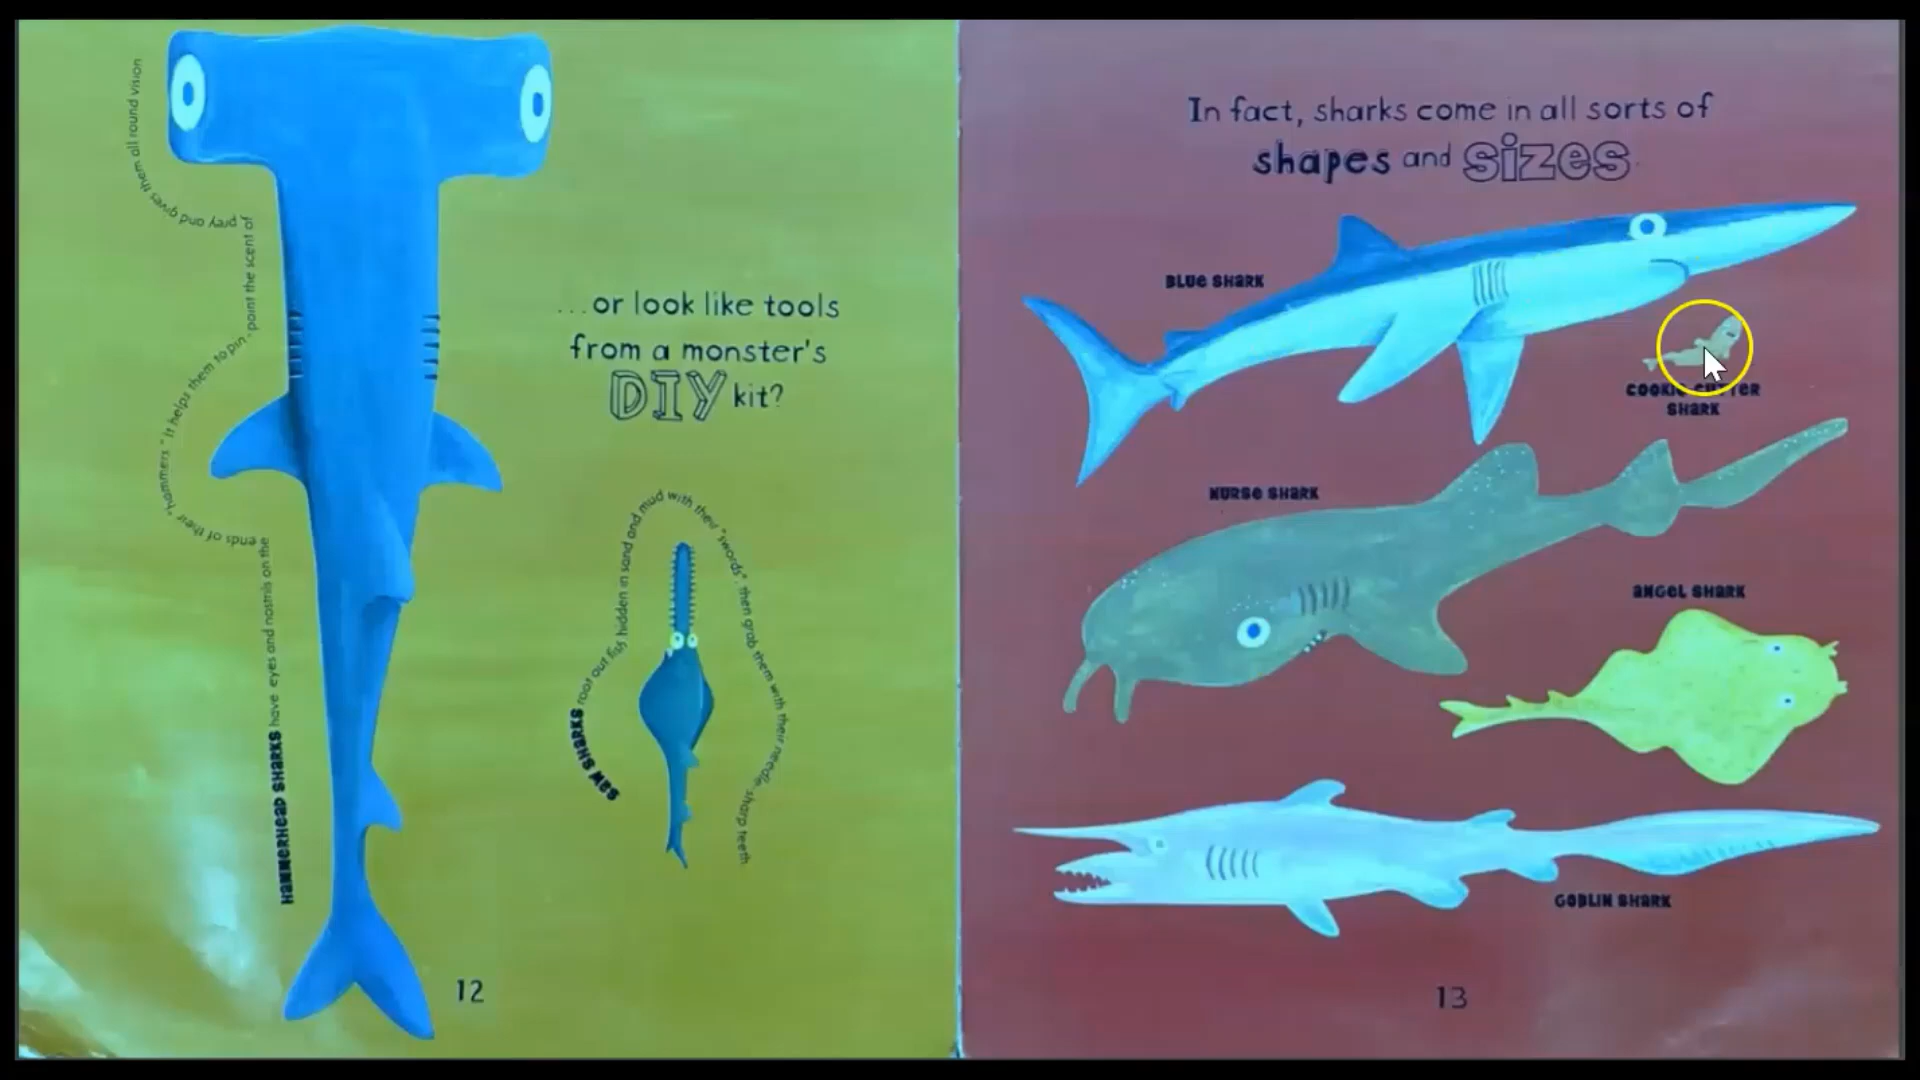 HAMMERHEAD SHARKS have eyes and nostrils on the
ends of their "hammers". It helps them to pin-
point the scent of
prey and gives them all round vision
...or look like tools
from a monster's
DIY kit?
SAW SHARKS root out fish hidden in sand and mud with their "swords", then grab them with their needle-sharp teeth
12
In fact, sharks come in all sorts of
shapes and sizes.
BLUE SHARK
COOKIE CUTTER
SHARK
NURSE SHARK
ANGEL SHARK
GOBLIN SHARK
13